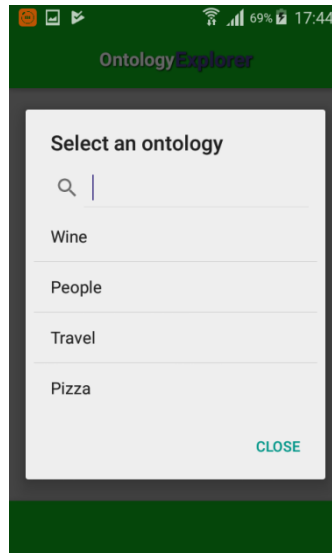 69% 17:44
OntologyExplorer
Select an ontology
Wine
People
Travel
Pizza
CLOSE